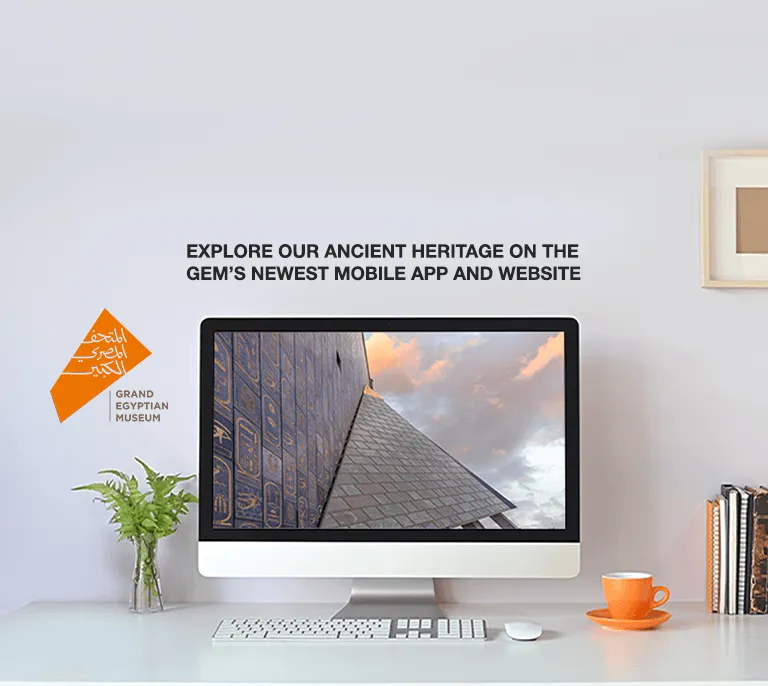 EXPLORE OUR ANCIENT HERITAGE ON THE
GEM’S NEWEST MOBILE APP AND WEBSITE
المتحف
المصري
الكبير
GRAND
EGYPTIAN
MUSEUM